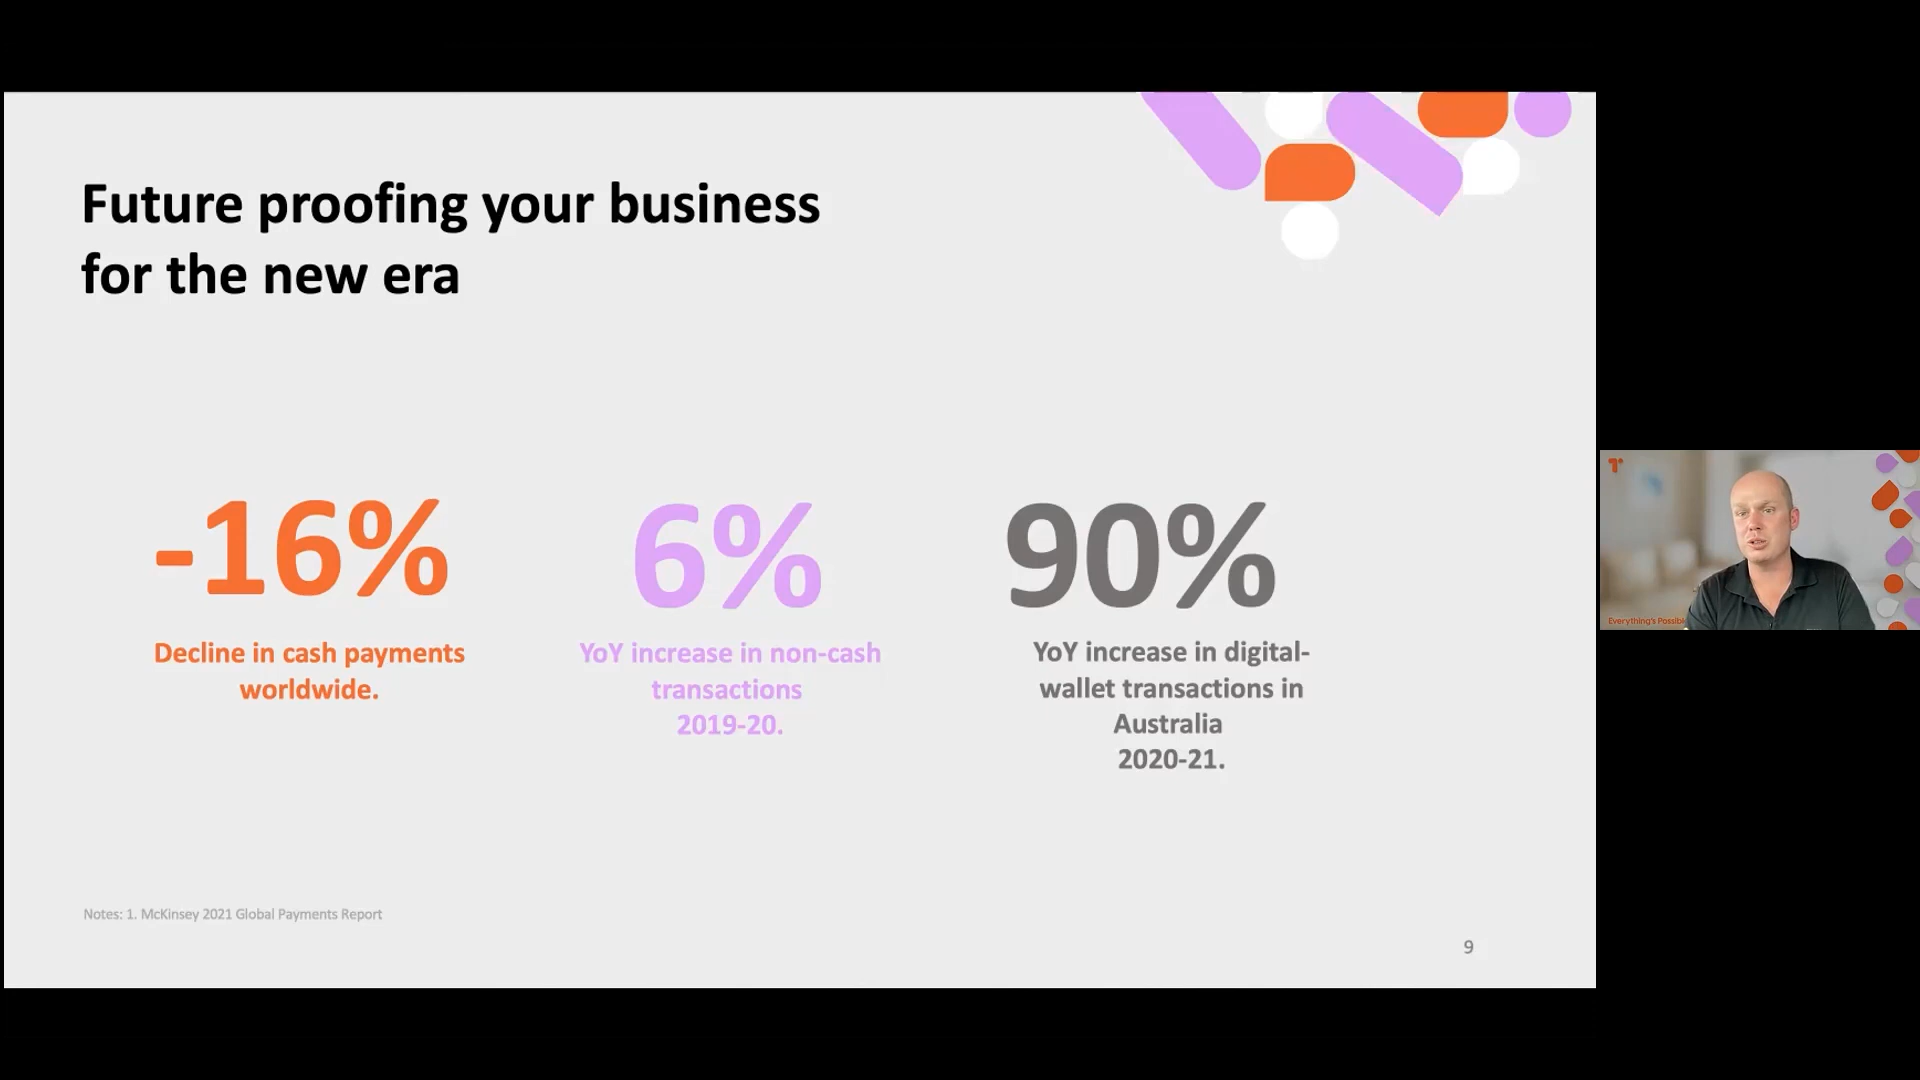 Future proofing your business
for the new era
-16%
Decline in cash payments
worldwide.
6%
YoY increase in non-cash
transactions
2019-20.
90%
YoY increase in digital-
wallet transactions in
Australia
2020-21.
Notes: 1. McKinsey 2021 Global Payments Report
9
Everything's